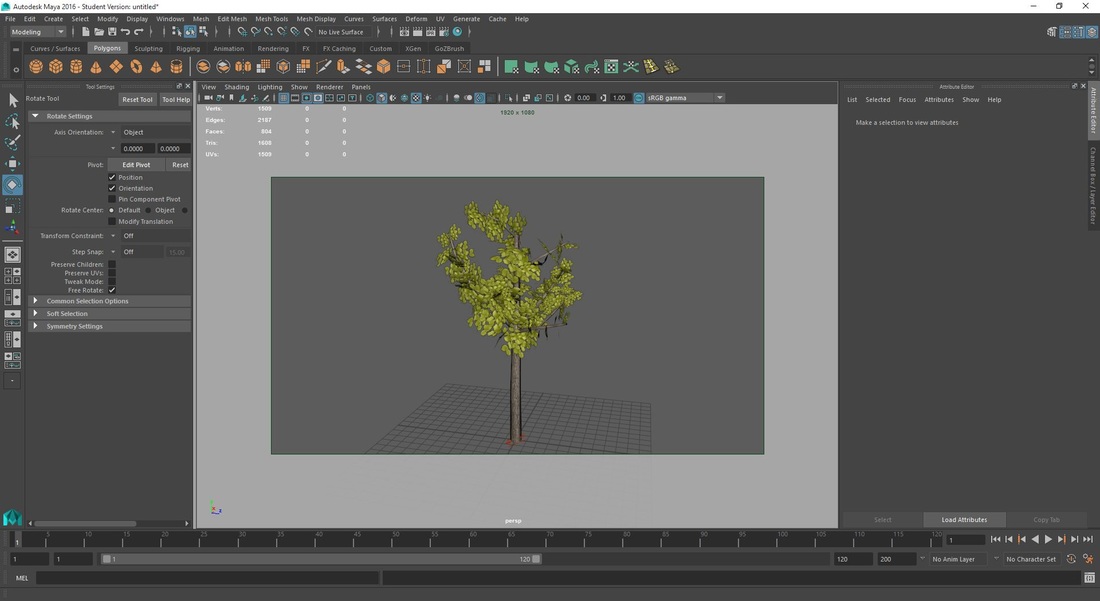 Autodesk Maya 2016 - Student Version: untitled*
File Edit Create Select Modify Display Windows Mesh Edit Mesh Mesh Tools Mesh Display Curves Surfaces Deform UV Generate Cache Help
Modeling No Live Surface
Curves / Surfaces Polygons Sculpting Rigging Animation Rendering FX FX Caching Custom XGen GoZBrush
Tool Settings
Rotate Tool Reset Tool Tool Help
Rotate Settings
Axis Orientation: Object
0.0000 0.0000
Pivot: Edit Pivot Reset
Position
Orientation
Pin Component Pivot
Rotate Center: Default Object
Modify Translation
Transform Constraint: Off
Step Snap: Off 15.00
Preserve Children:
Preserve UVs:
Tweak Mode:
Free Rotate:
Common Selection Options
Soft Selection
Symmetry Settings
View Shading Lighting Show Renderer Panels
0.00 1.00 sRGB gamma
Verts: 1509 0 0
Edges: 2187 0 0
Faces: 804 0 0
Tris: 1608 0 0
UVs: 1509 0 0
1920 x 1080
persp
Attribute Editor
List Selected Focus Attributes Show Help
Make a selection to view attributes
Select Load Attributes Copy Tab
Attribute Editor
Channel Box / Layer Editor
1 5 10 15 20 25 30 35 40 45 50 55 60 65 70 75 80 85 90 95 100 105 110 115 120 1
1 1 1 120 120 200 No Anim Layer No Character Set
MEL